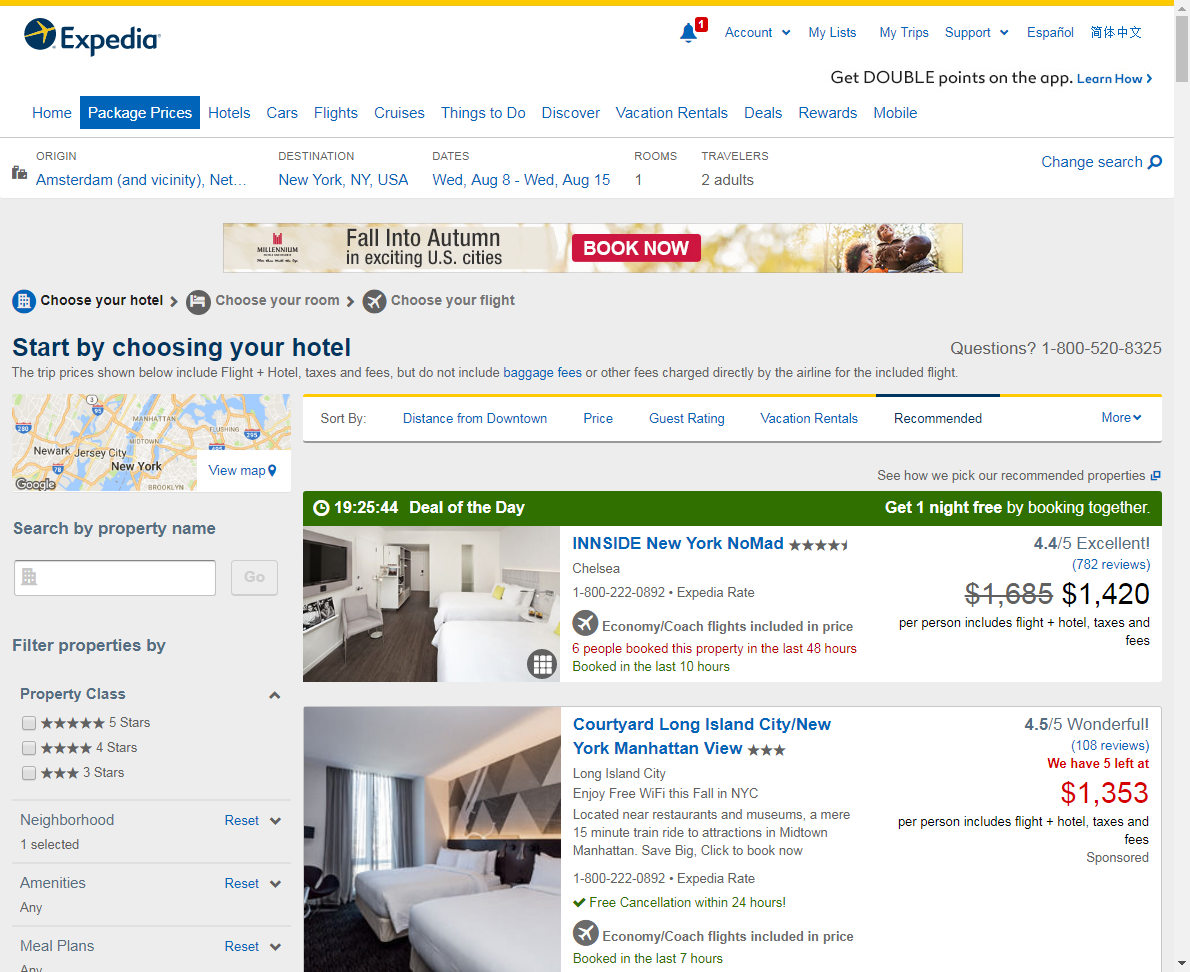 Expedia
1
Account
My Lists
My Trips
Support
Español
简体中文
Get DOUBLE points on the app. Learn How
Home
Package Prices
Hotels
Cars
Flights
Cruises
Things to Do
Discover
Vacation Rentals
Deals
Rewards
Mobile
ORIGIN
Amsterdam (and vicinity), Net...
DESTINATION
New York, NY, USA
DATES
Wed, Aug 8 - Wed, Aug 15
ROOMS
1
TRAVELERS
2 adults
Change search
MILLENNIUM
Fall Into Autumn
in exciting U.S. cities
BOOK NOW
Choose your hotel
Choose your room
Choose your flight
Start by choosing your hotel
Questions? 1-800-520-8325
The trip prices shown below include Flight + Hotel, taxes and fees, but do not include baggage fees or other fees charged directly by the airline for the included flight.
3
95
MANHATTAN
280
FLUSHING
295
MIDTOWN
495
Newark
Jersey City
New York
78
BROOKLYN
Google
View map
Sort By:
Distance from Downtown
Price
Guest Rating
Vacation Rentals
Recommended
More
See how we pick our recommended properties
Search by property name
Go
Filter properties by
Property Class
5 Stars
4 Stars
3 Stars
Neighborhood
Reset
1 selected
Amenities
Reset
Any
Meal Plans
Reset
Any
19:25:44 Deal of the Day
Get 1 night free by booking together.
INNSIDE New York NoMad
Chelsea
1-800-222-0892 • Expedia Rate
Economy/Coach flights included in price
6 people booked this property in the last 48 hours
Booked in the last 10 hours
4.4/5 Excellent!
(782 reviews)
$1,685 $1,420
per person includes flight + hotel, taxes and
fees
Courtyard Long Island City/New
York Manhattan View
Long Island City
Enjoy Free WiFi this Fall in NYC
Located near restaurants and museums, a mere
15 minute train ride to attractions in Midtown
Manhattan. Save Big, Click to book now
1-800-222-0892 • Expedia Rate
Free Cancellation within 24 hours!
Economy/Coach flights included in price
Booked in the last 7 hours
4.5/5 Wonderful!
(108 reviews)
We have 5 left at
$1,353
per person includes flight + hotel, taxes and
fees
Sponsored